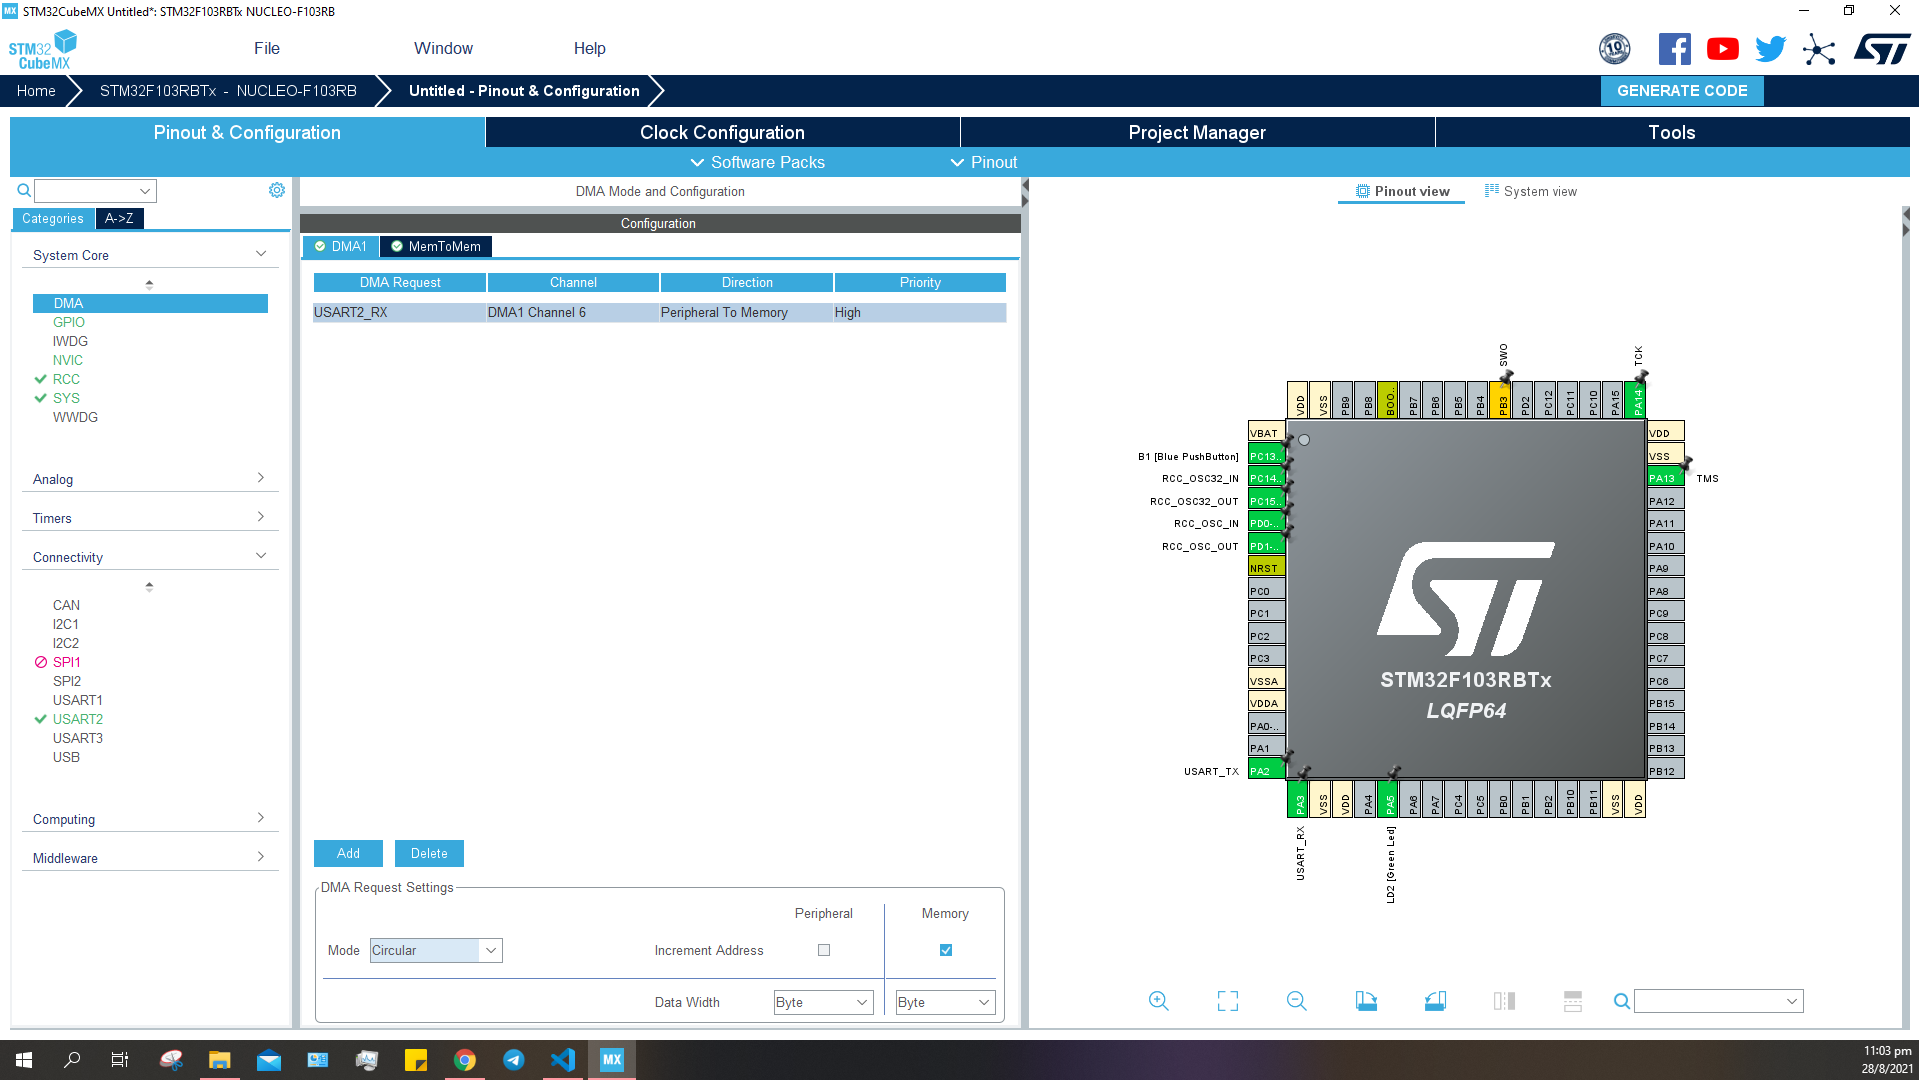 STM32CubeMX Untitled*: STM32F103RBTx NUCLEO-F103RB
STM32 CubeMX
File Window Help
10 YEARS
Home STM32F103RBTx - NUCLEO-F103RB Untitled - Pinout & Configuration GENERATE CODE
Pinout & Configuration Clock Configuration Project Manager Tools
Software Packs Pinout
DMA Mode and Configuration
Pinout view System view
Categories A->Z
Configuration
DMA1 MemToMem
System Core
DMA
GPIO
IWDG
NVIC
RCC
SYS
WWDG
Analog
Timers
Connectivity
CAN
I2C1
I2C2
SPI1
SPI2
USART1
USART2
USART3
USB
Computing
Middleware
DMA Request Channel Direction Priority
USART2_RX DMA1 Channel 6 Peripheral To Memory High
Add Delete
DMA Request Settings
Peripheral Memory
Mode Circular Increment Address
Data Width Byte Byte
SWO TCK
VDD VSS PB9 PB8 BOO.. PB7 PB6 PB5 PB4 PB3 PD2 PC12 PC11 PC10 PA15 PA14
VBAT
B1 [Blue PushButton] PC13..
RCC_OSC32_IN PC14..
RCC_OSC32_OUT PC15..
RCC_OSC_IN PD0-..
RCC_OSC_OUT PD1-..
NRST
PC0
PC1
PC2
PC3
VSSA
VDDA
PA0-..
PA1
USART_TX PA2
STM32F103RBTx
LQFP64
VDD
VSS
PA13 TMS
PA12
PA11
PA10
PA9
PA8
PC9
PC8
PC7
PC6
PB15
PB14
PB13
PB12
PA3 VSS VDD PA4 PA5 PA6 PA7 PC4 PC5 PB0 PB1 PB2 PB10 PB11 VSS VDD
USART_RX LD2 [Green Led]
11:03 pm
28/8/2021